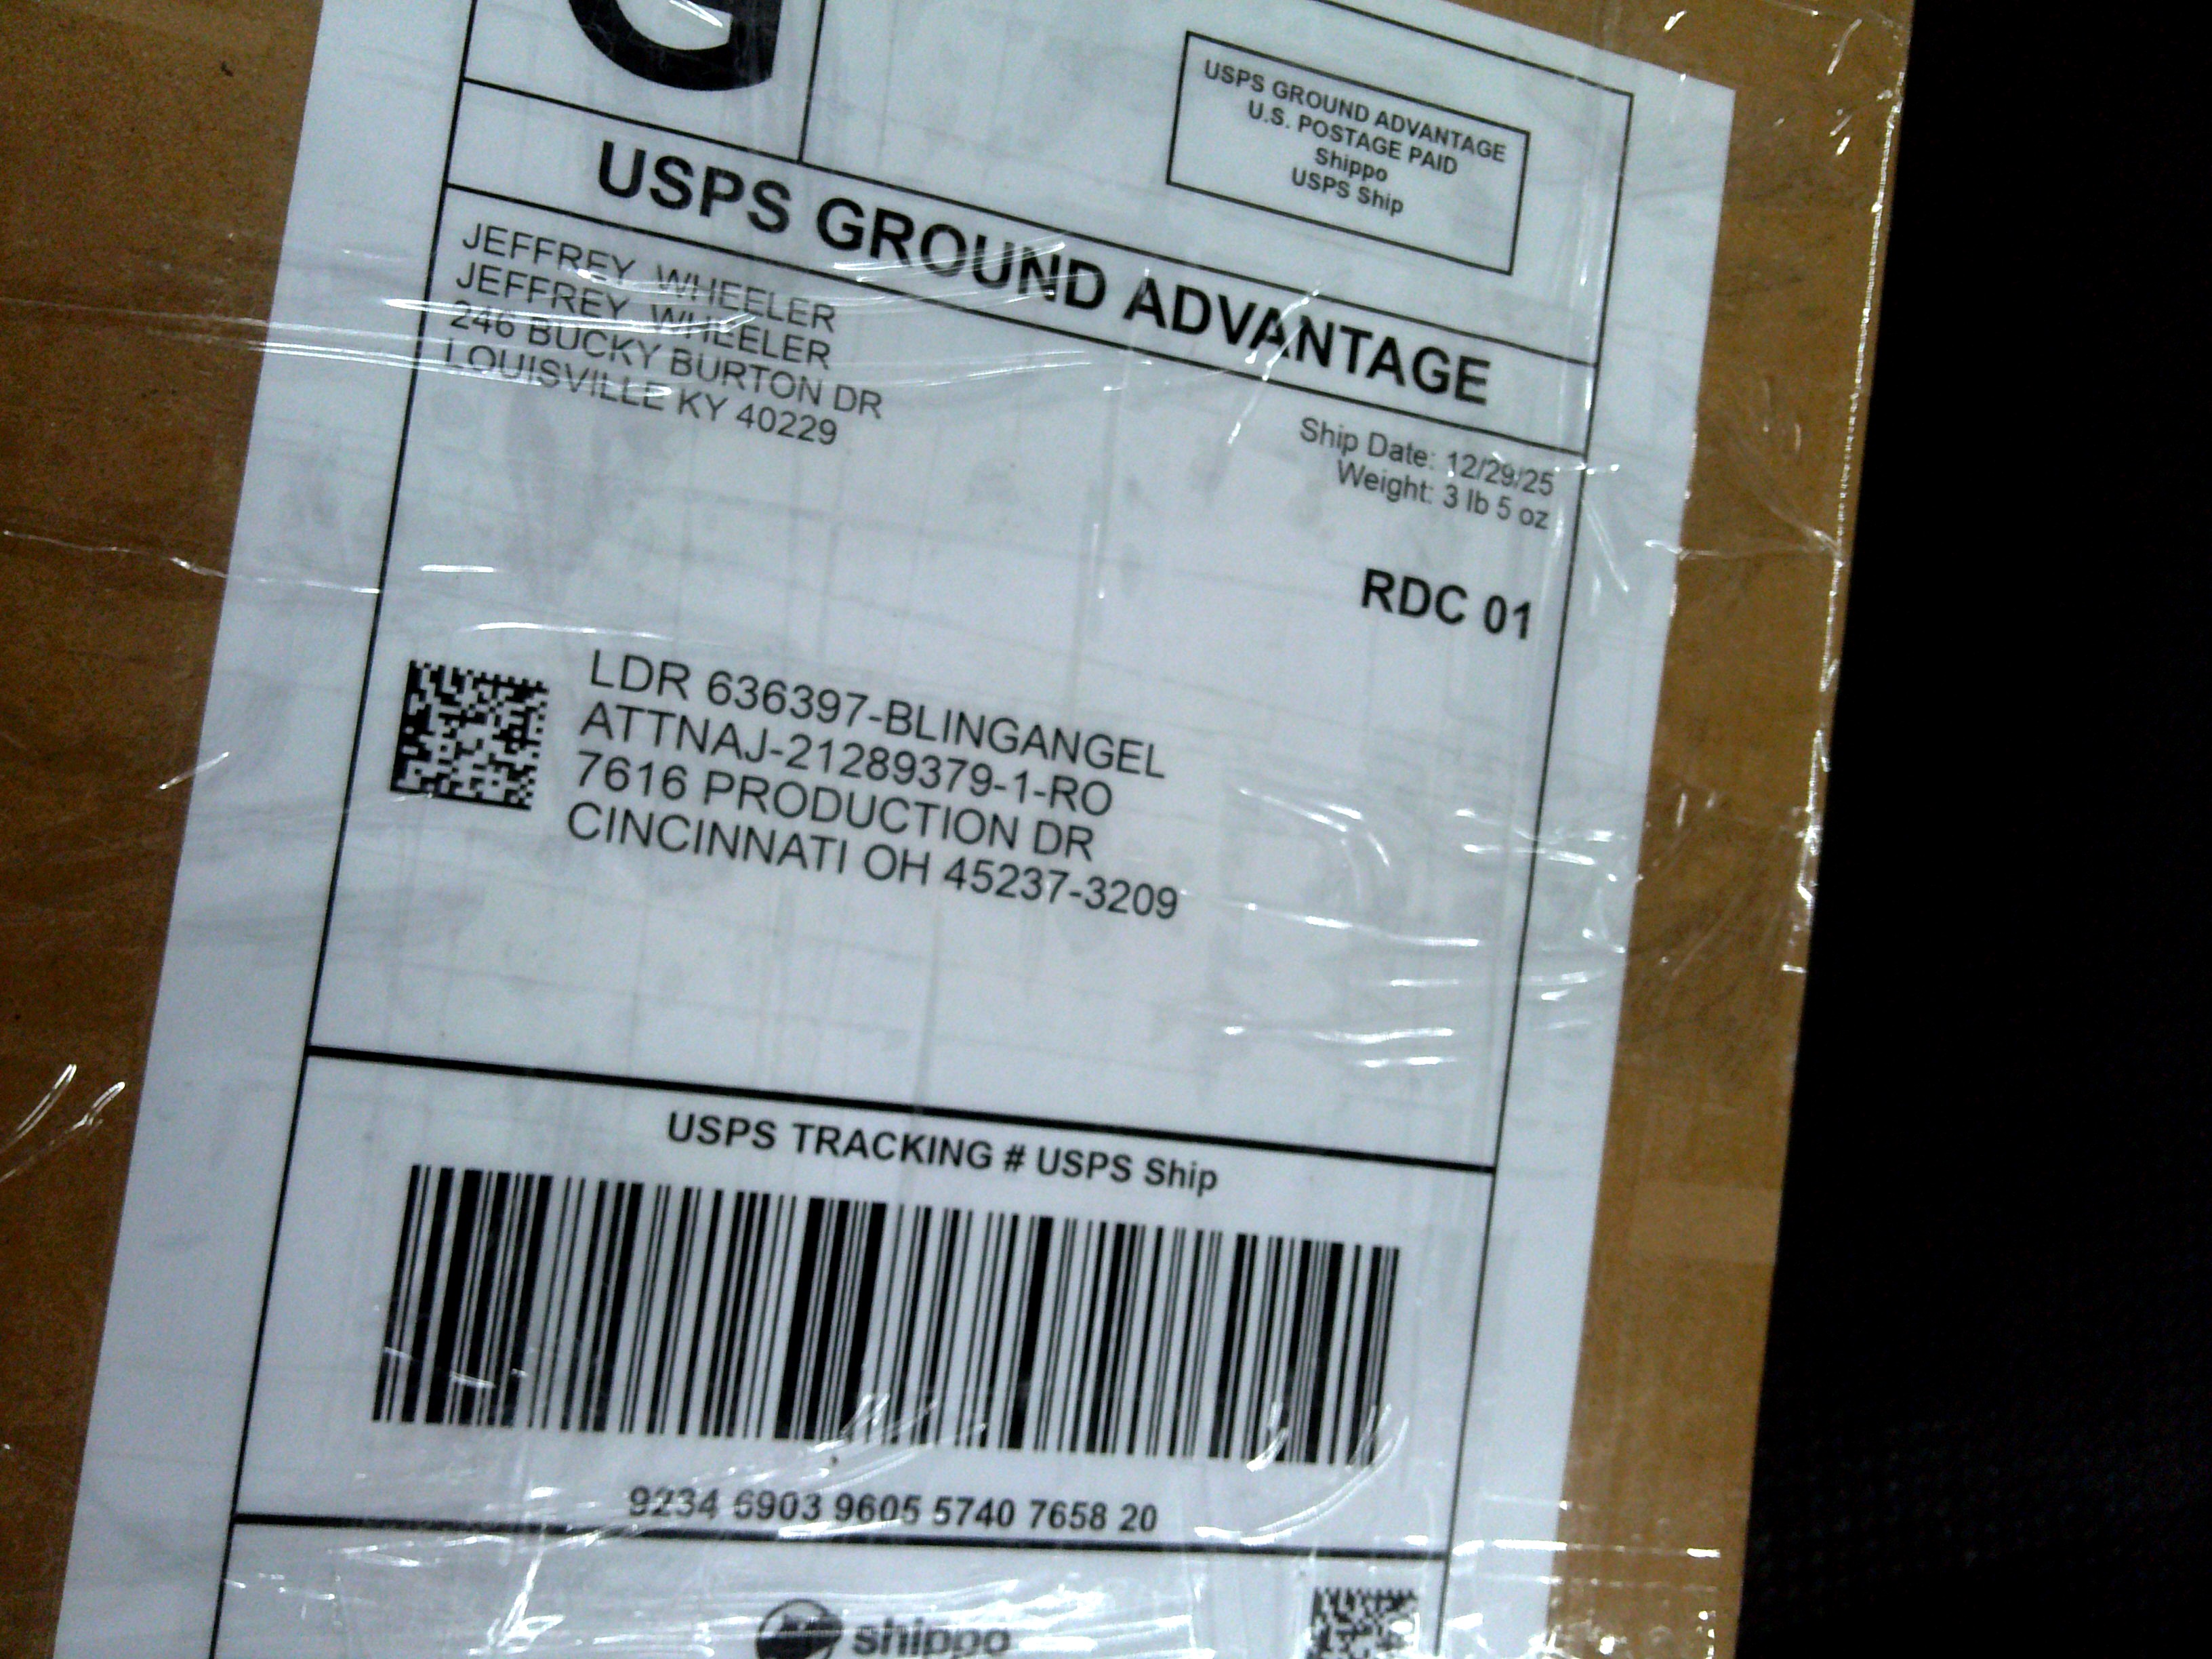 G
USPS GROUND ADVANTAGE
U.S. POSTAGE PAID
Shippo
USPS Ship
USPS GROUND ADVANTAGE
JEFFREY WHEELER
JEFFREY WHEELER
246 BUCKY BURTON DR
LOUISVILLE KY 40229
Ship Date: 12/29/25
Weight: 3 lb 5 oz
RDC 01
LDR 636397-BLINGANGEL
ATTNAJ-21289379-1-RO
7616 PRODUCTION DR
CINCINNATI OH 45237-3209
USPS TRACKING # USPS Ship
9234 6903 9605 5740 7658 20
shippo